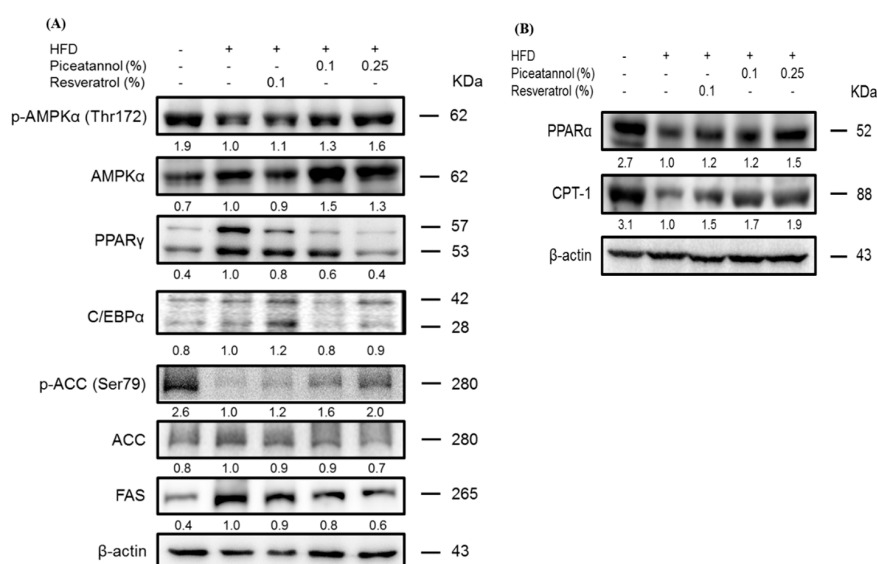 (A)
HFD - + + + +
Piceatannol (%) - - - 0.1 0.25
Resveratrol (%) - - 0.1 - -
KDa
p-AMPKα (Thr172) — 62
1.9 1.0 1.1 1.3 1.6
AMPKα — 62
0.7 1.0 0.9 1.5 1.3
PPARγ — 57
— 53
0.4 1.0 0.8 0.6 0.4
C/EBPα — 42
— 28
0.8 1.0 1.2 0.8 0.9
p-ACC (Ser79) — 280
2.6 1.0 1.2 1.6 2.0
ACC — 280
0.8 1.0 0.9 0.9 0.7
FAS — 265
0.4 1.0 0.9 0.8 0.6
β-actin — 43
(B)
HFD - + + + +
Piceatannol (%) - - - 0.1 0.25
Resveratrol (%) - - 0.1 - -
KDa
PPARα — 52
2.7 1.0 1.2 1.2 1.5
CPT-1 — 88
3.1 1.0 1.5 1.7 1.9
β-actin — 43